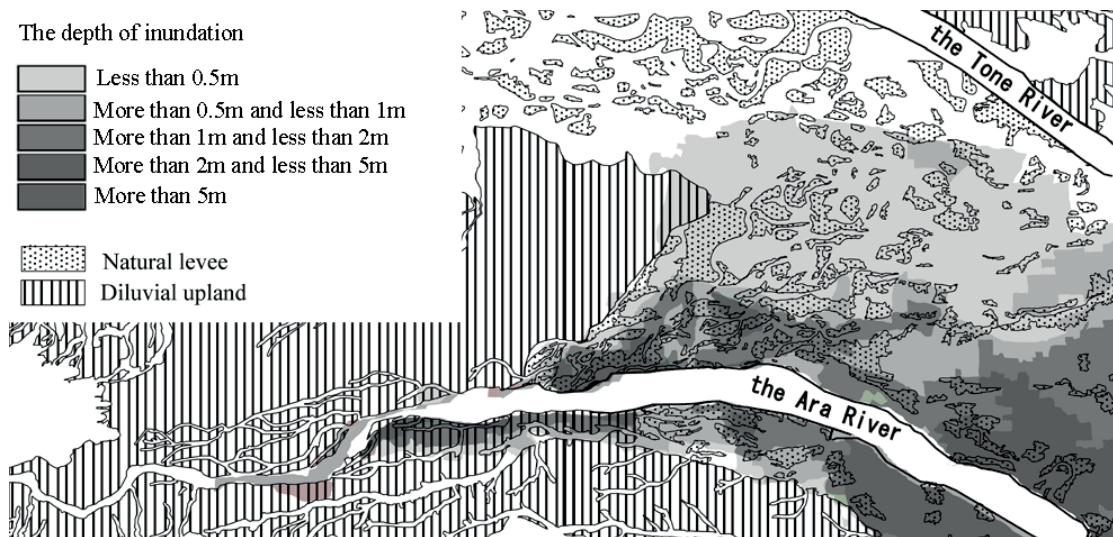 The depth of inundation
Less than 0.5m
More than 0.5m and less than 1m
More than 1m and less than 2m
More than 2m and less than 5m
More than 5m
Natural levee
Diluvial upland
the Tone River
the Ara River